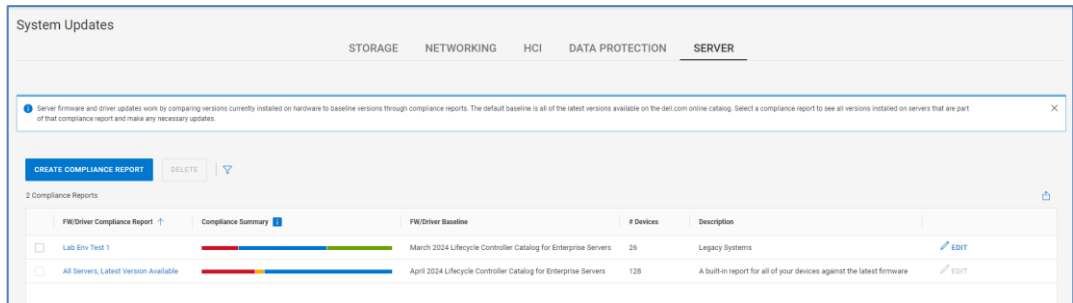 System Updates
STORAGE NETWORKING HCI DATA PROTECTION SERVER
Server firmware and driver updates work by comparing versions currently installed on hardware to baseline versions through compliance reports. The default baseline is all of the latest versions available on the dell.com online catalog. Select a compliance report to see all versions installed on servers that are part
of that compliance report and make any necessary updates.
CREATE COMPLIANCE REPORT DELETE
2 Compliance Reports
FW/Driver Compliance Report Compliance Summary FW/Driver Baseline # Devices Description
Lab Env Test 1 March 2024 Lifecycle Controller Catalog for Enterprise Servers 26 Legacy Systems EDIT
All Servers, Latest Version Available April 2024 Lifecycle Controller Catalog for Enterprise Servers 128 A built-in report for all of your devices against the latest firmware EDIT